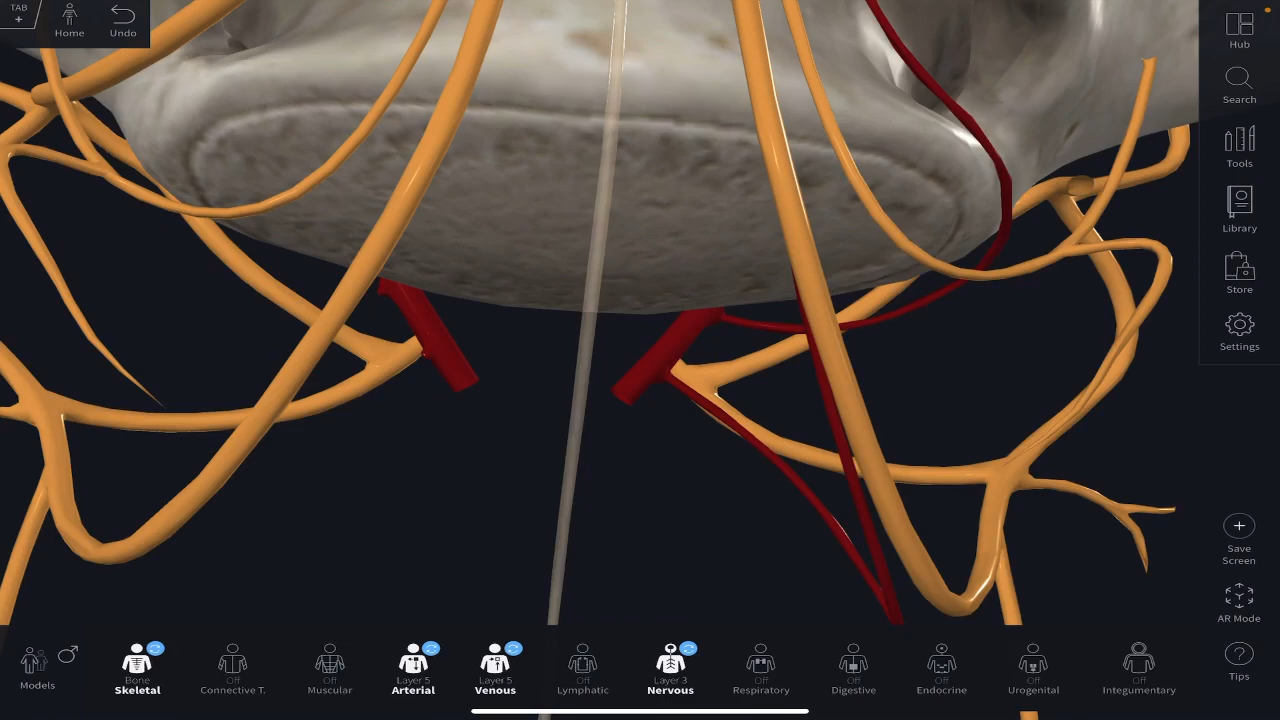 TAB
+
Home
Undo
Hub
Search
Tools
Library
Store
Settings
+
Save
Screen
AR Mode
?
Tips
Models
Bone
Skeletal
Off
Connective T.
Off
Muscular
Layer 5
Arterial
Layer 5
Venous
Off
Lymphatic
Layer 3
Nervous
Off
Respiratory
Off
Digestive
Off
Endocrine
Off
Urogenital
Off
Integumentary